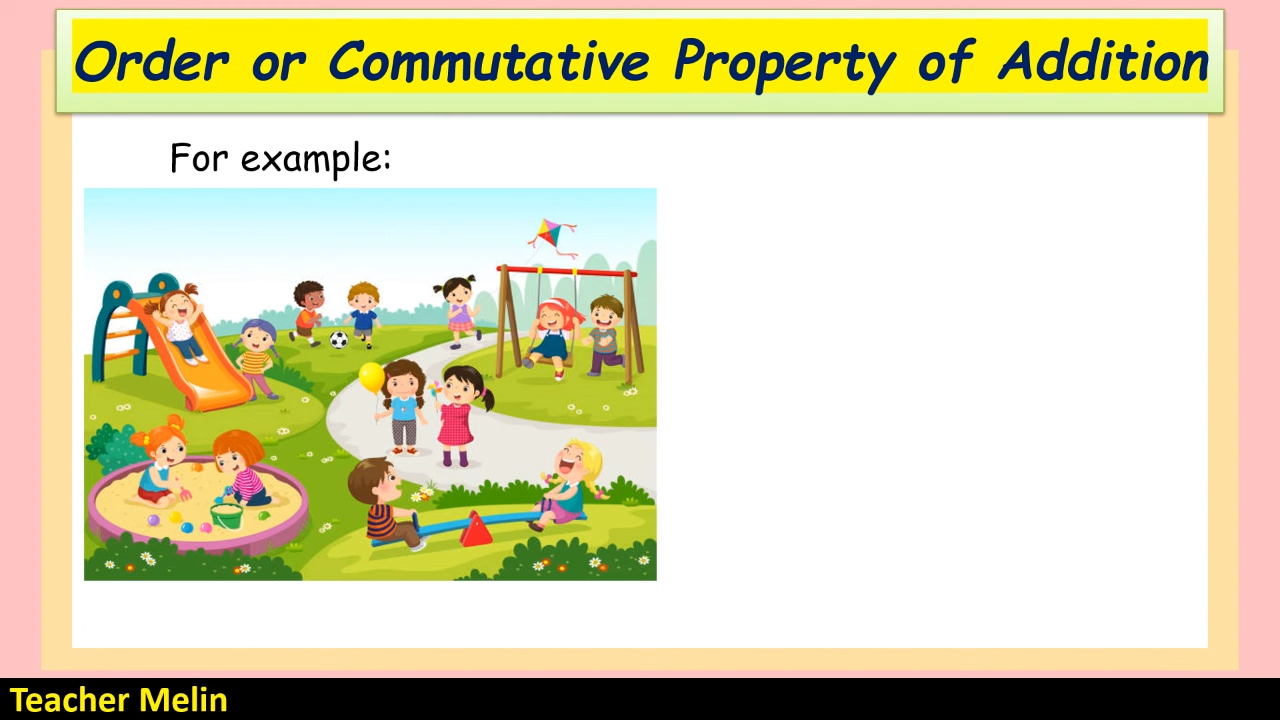 Order or Commutative Property of Addition
For example:
Teacher Melin